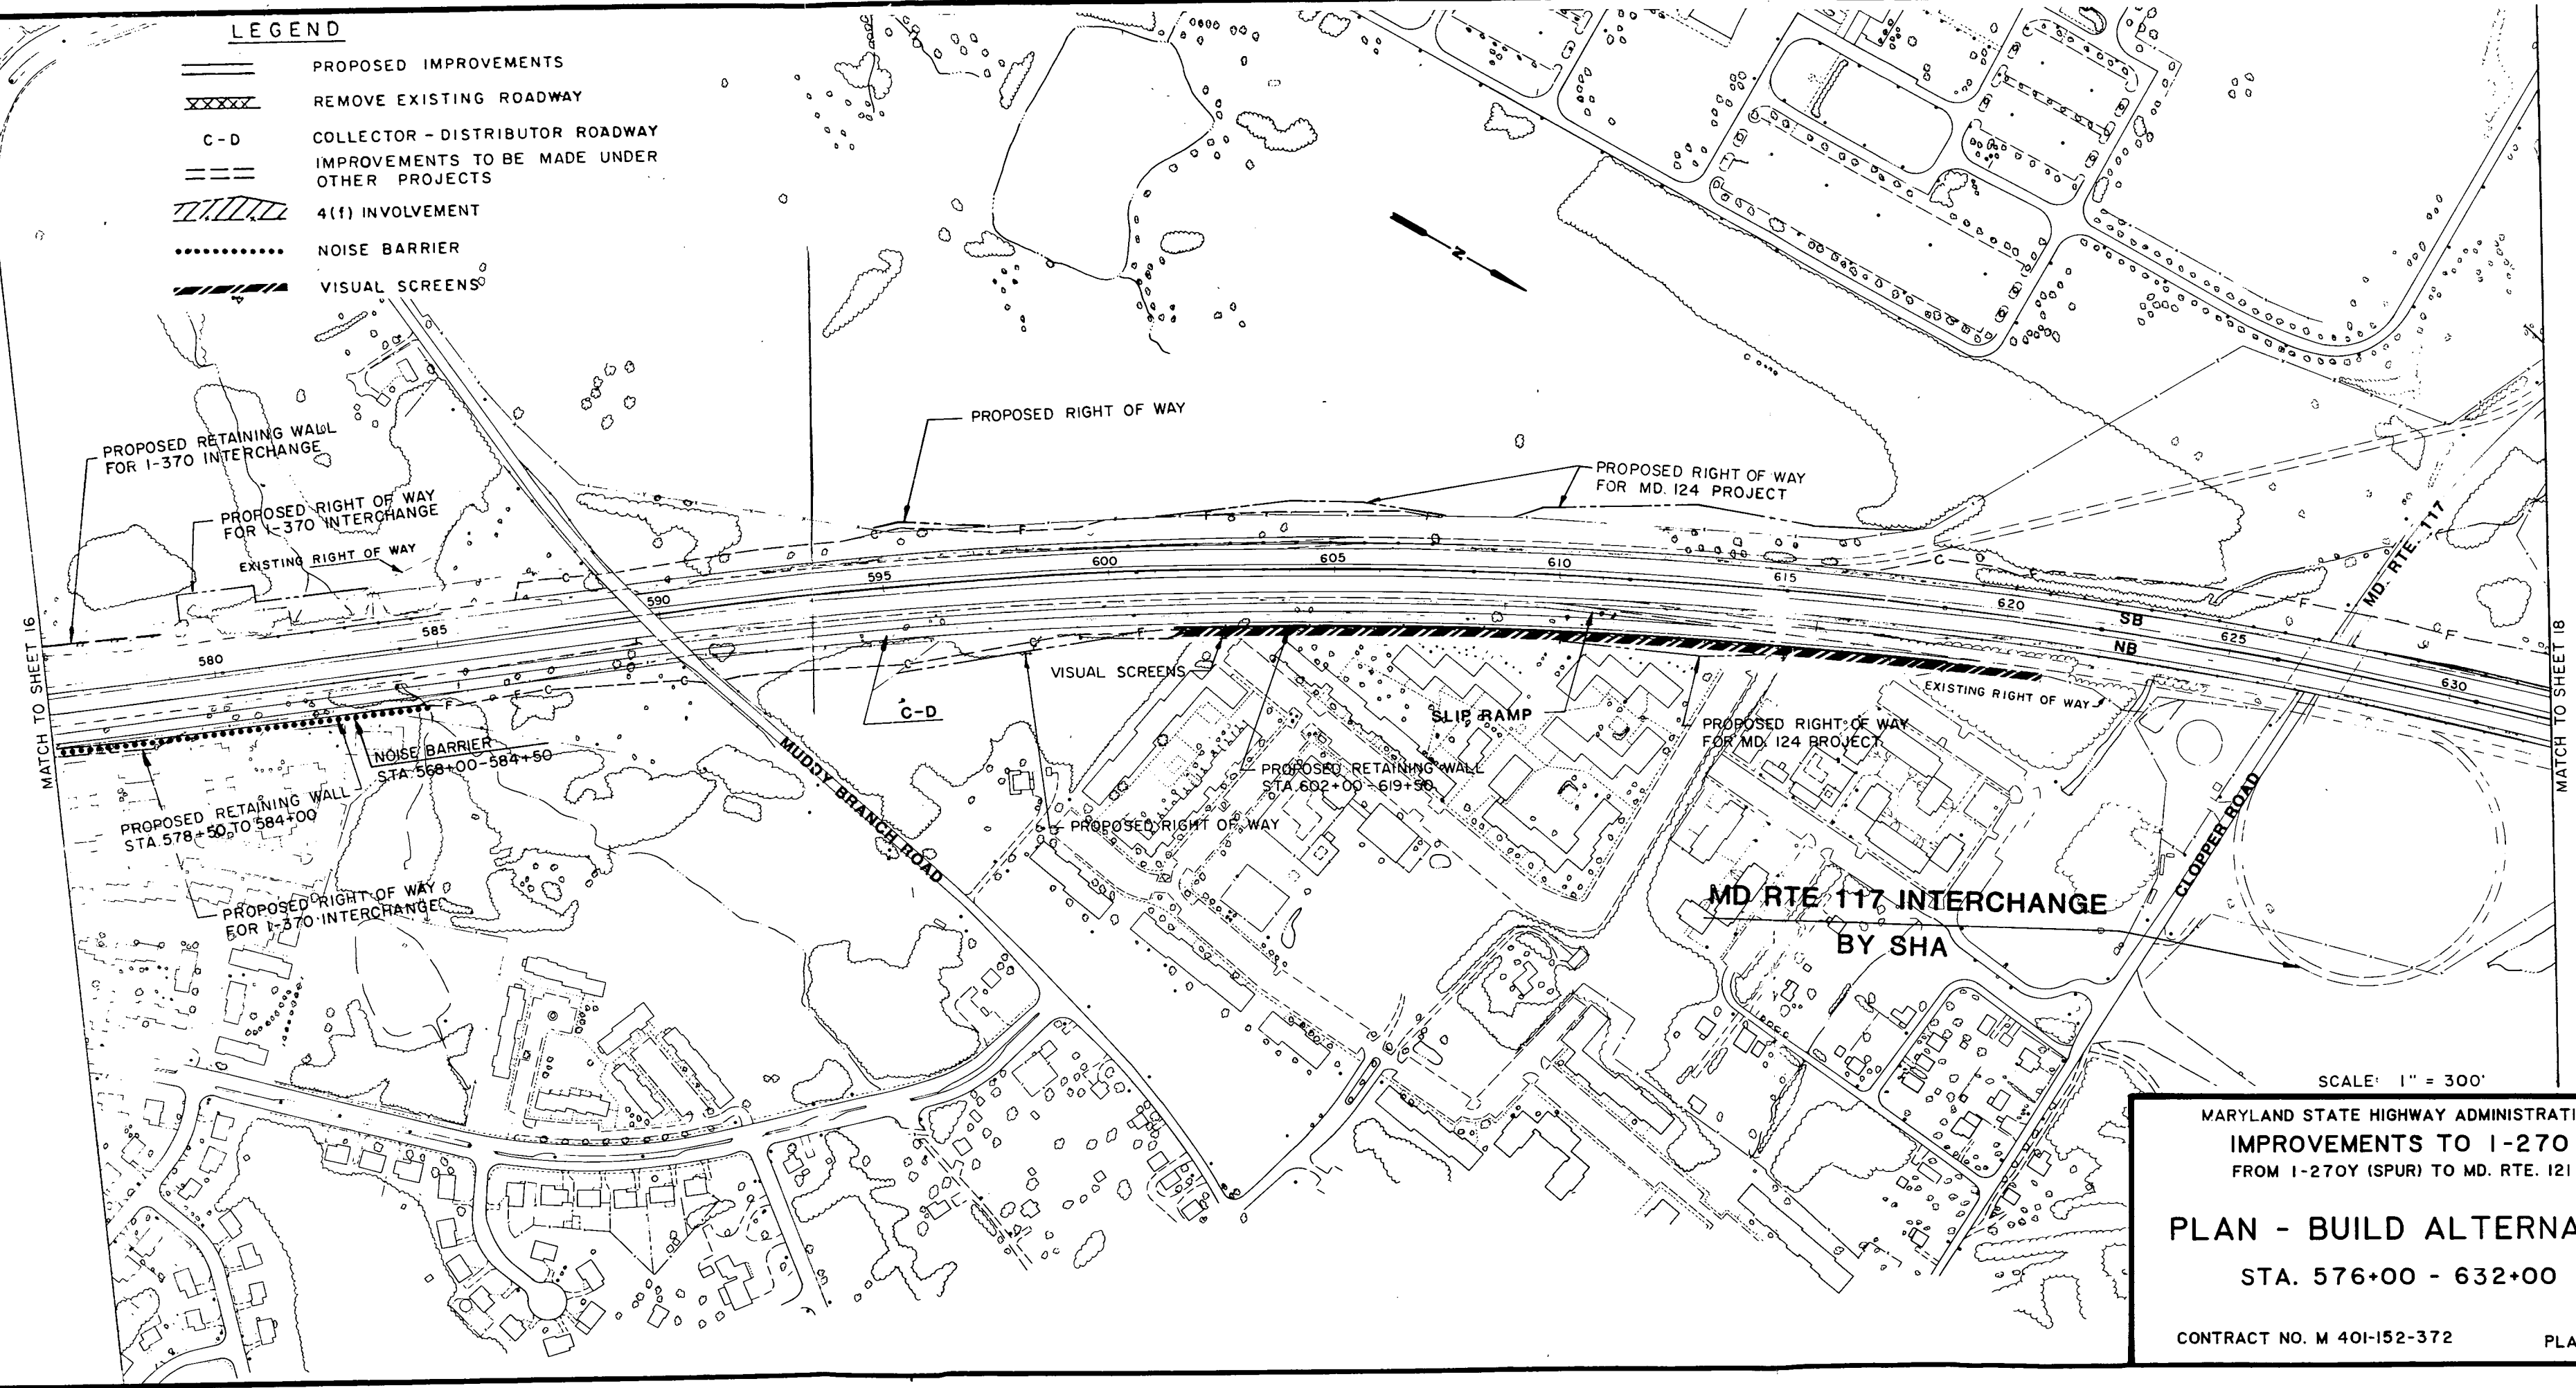 LEGEND
PROPOSED IMPROVEMENTS
REMOVE EXISTING ROADWAY
C-D
COLLECTOR - DISTRIBUTOR ROADWAY
IMPROVEMENTS TO BE MADE UNDER
OTHER PROJECTS
4(f) INVOLVEMENT
NOISE BARRIER
VISUAL SCREENS
N
PROPOSED RETAINING WALL
FOR I-370 INTERCHANGE
PROPOSED RIGHT OF WAY
FOR I-370 INTERCHANGE
EXISTING RIGHT OF WAY
PROPOSED RIGHT OF WAY
PROPOSED RIGHT OF WAY
FOR MD. 124 PROJECT
MD. RTE. 117
MATCH TO SHEET 16
580
585
590
595
600
605
610
615
620
625
630
SB
NB
MATCH TO SHEET 18
VISUAL SCREENS
C-D
SLIP RAMP
EXISTING RIGHT OF WAY
PROPOSED RIGHT OF WAY
FOR MD. 124 PROJECT
NOISE BARRIER
STA. 568+00-584+50
PROPOSED RETAINING WALL
STA. 578+50 TO 584+00
MUDDY BRANCH ROAD
PROPOSED RETAINING WALL
STA. 602+00-619+50
PROPOSED RIGHT OF WAY
CLOPPER ROAD
PROPOSED RIGHT OF WAY
FOR I-370 INTERCHANGE
MD RTE 117 INTERCHANGE
BY SHA
SCALE: 1" = 300'
MARYLAND STATE HIGHWAY ADMINISTRATI
IMPROVEMENTS TO I-270
FROM I-270Y (SPUR) TO MD. RTE. 121
PLAN - BUILD ALTERNA
STA. 576+00 - 632+00
CONTRACT NO. M 401-152-372
PLA